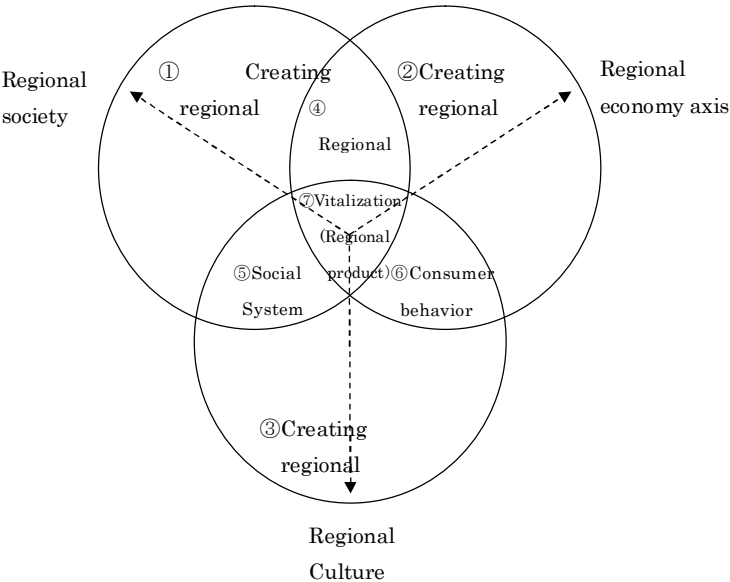 Regional
society
① Creating
regional
②Creating
regional
Regional
economy axis
④
Regional
⑦Vitalization
(Regional
product)
⑤Social
System
⑥Consumer
behavior
③Creating
regional
Regional
Culture